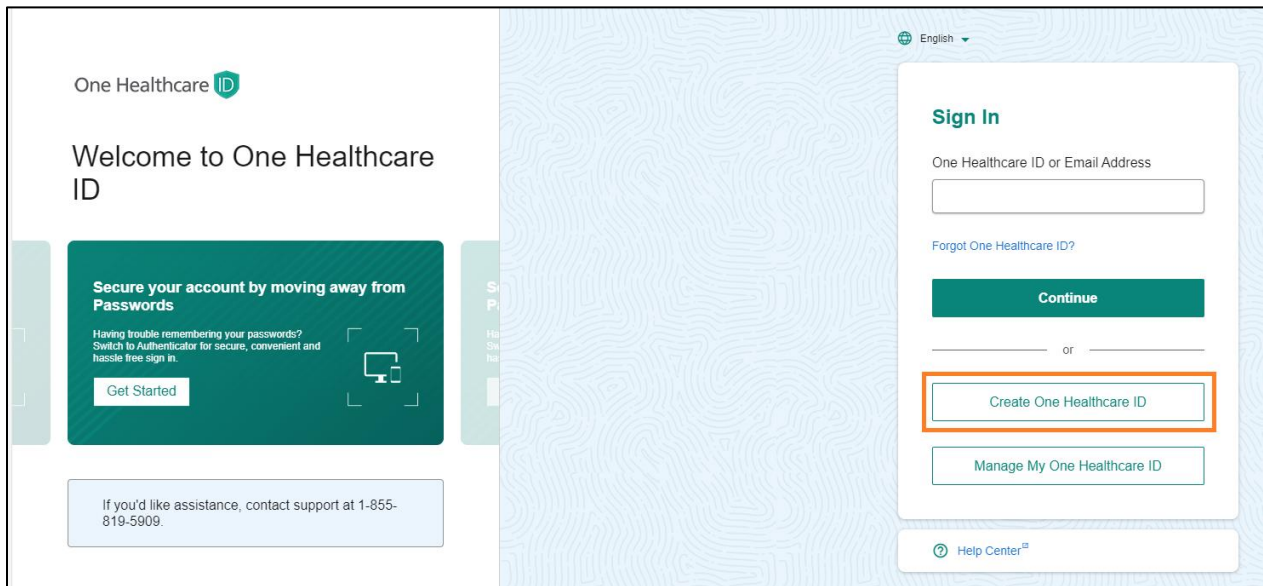 One Healthcare ID
Welcome to One Healthcare
ID
Secure your account by moving away from
Passwords
Having trouble remembering your passwords?
Switch to Authenticator for secure, convenient and
hassle free sign in.
Get Started
If you'd like assistance, contact support at 1-855-
819-5909.
English
Sign In
One Healthcare ID or Email Address
Forgot One Healthcare ID?
Continue
or
Create One Healthcare ID
Manage My One Healthcare ID
Help Center